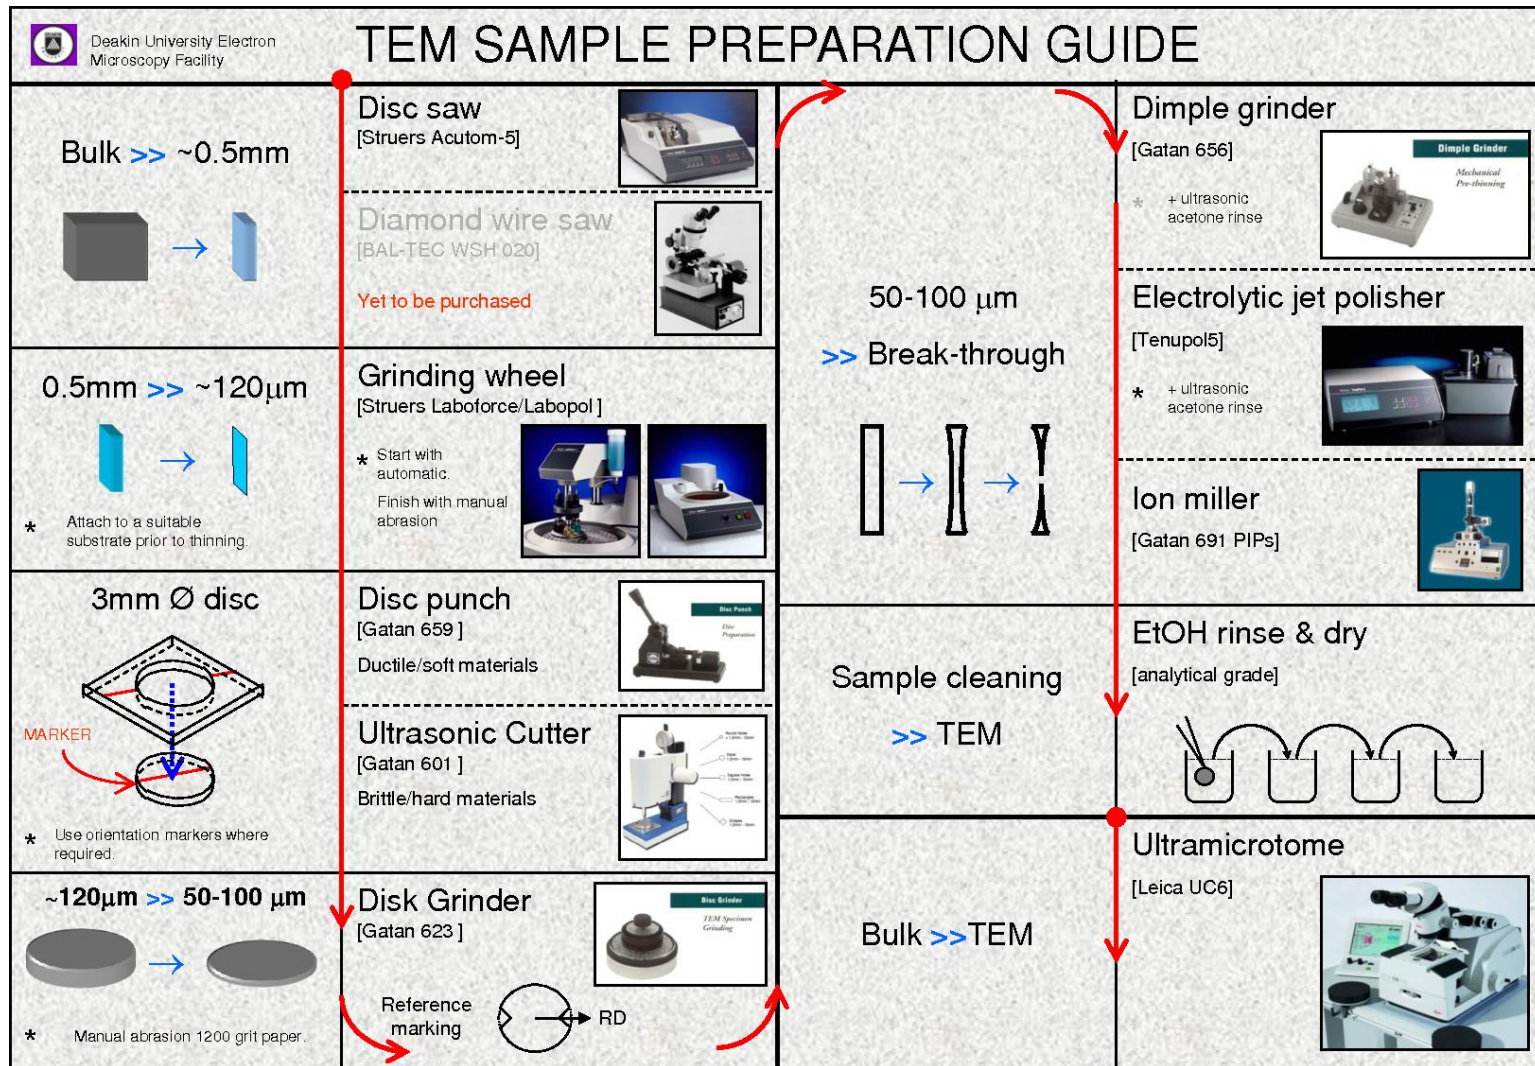 Deakin University Electron
Microscopy Facility
TEM SAMPLE PREPARATION GUIDE
Bulk >> ~0.5mm
Disc saw
[Struers Acutom-5]
Diamond wire saw
[BAL-TEC WSH 020]
Yet to be purchased
0.5mm >> ~120μm
* Attach to a suitable
substrate prior to thinning.
Grinding wheel
[Struers Laboforce/Labopol ]
* Start with
automatic.
Finish with manual
abrasion
3mm Ø disc
MARKER
* Use orientation markers where
required.
Disc punch
[Gatan 659 ]
Ductile/soft materials
Disc Punch
Disc
Preparation
Ultrasonic Cutter
[Gatan 601 ]
Brittle/hard materials
~120μm >> 50-100 μm
* Manual abrasion 1200 grit paper.
Disk Grinder
[Gatan 623 ]
Disc Grinder
TEM Specimen
Grinding
Reference
marking
RD
50-100 μm
>> Break-through
Dimple grinder
[Gatan 656]
* + ultrasonic
acetone rinse
Dimple Grinder
Mechanical
Pre-thinning
Electrolytic jet polisher
[Tenupol5]
* + ultrasonic
acetone rinse
Ion miller
[Gatan 691 PIPs]
Sample cleaning
>> TEM
EtOH rinse & dry
[analytical grade]
Bulk >>TEM
Ultramicrotome
[Leica UC6]